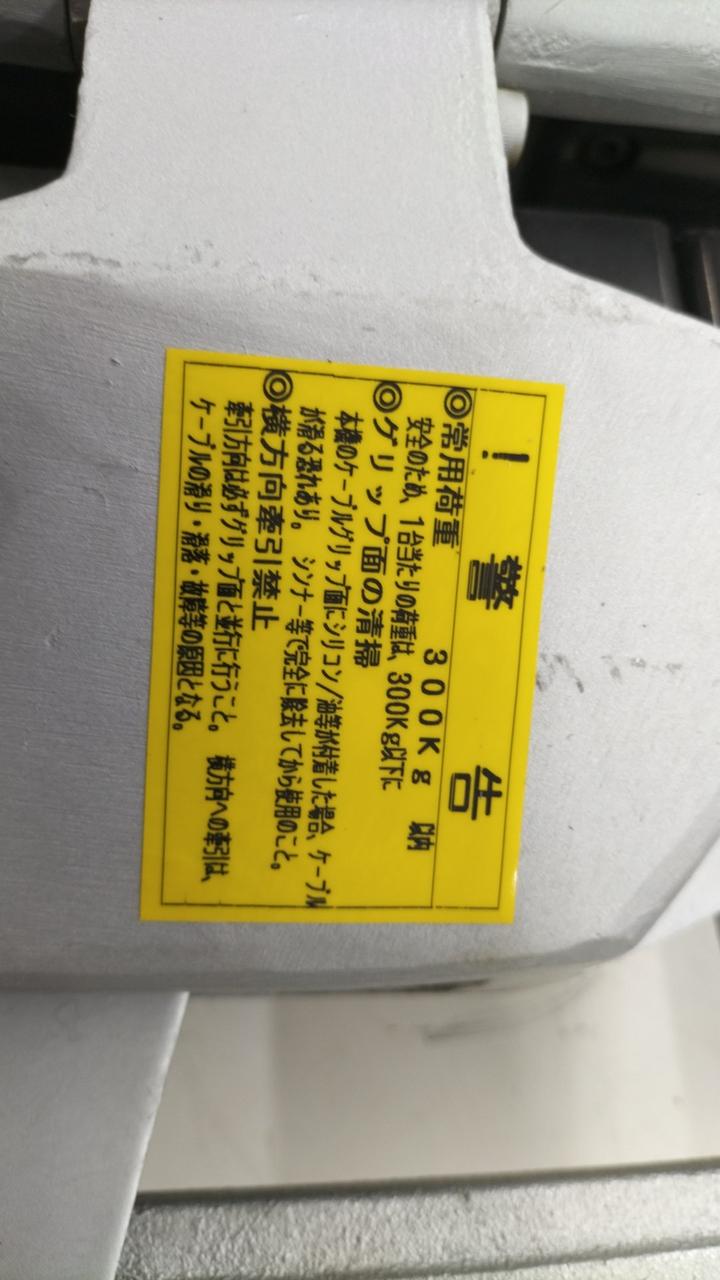 ! 警告
◎常用荷重 300Kg 以内
安全のため、1台当たりの荷重は、300Kg以下に
◎グリップ面の清掃
本機のケーブルグリップ面にシリコン/油等が付着した場合、ケーブル
が滑る恐れあり。 シンナー等で完全に除去してから使用のこと。
◎横方向牽引禁止
牽引方向は必ずグリップ面と並行に行うこと。 横方向への牽引は、
ケーブルの滑り・滑落・故障等の原因となる。